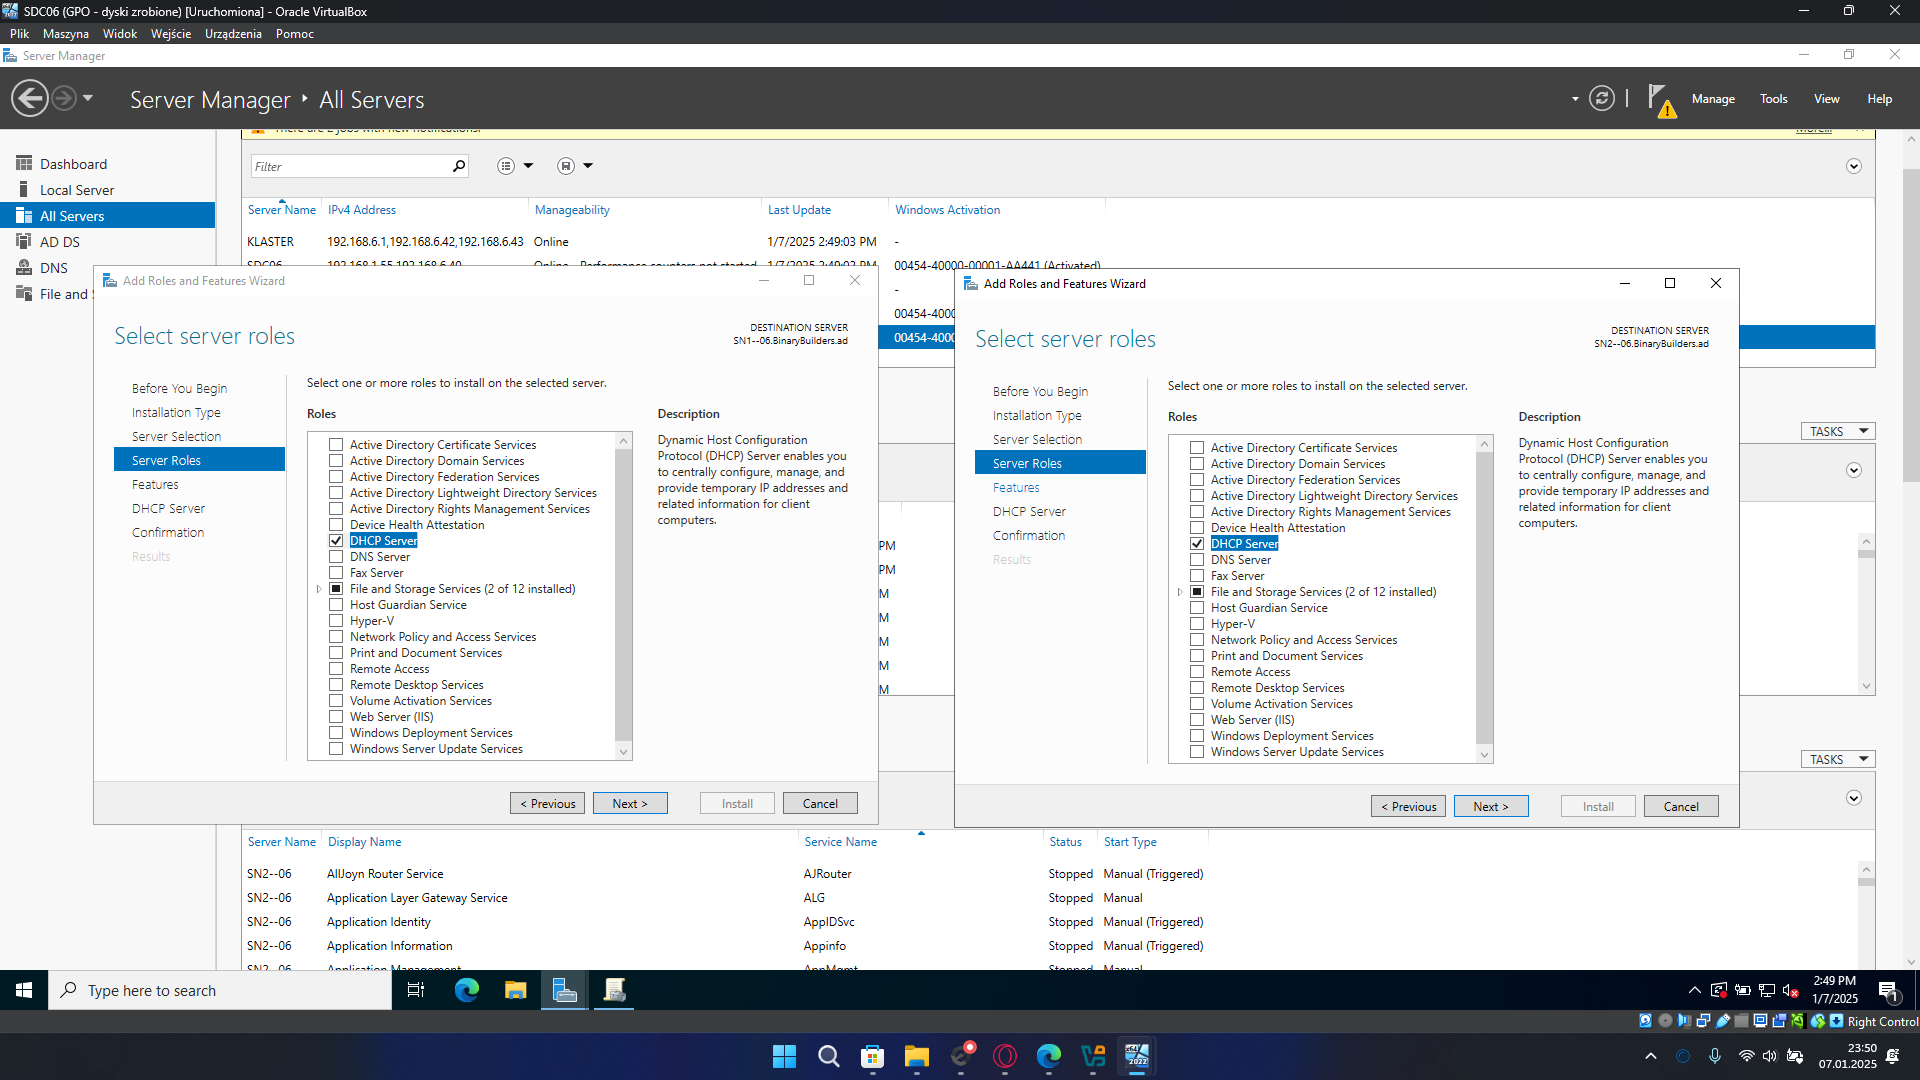 SDC06 (GPO - dyski zrobione) [Uruchomiona] - Oracle VirtualBox
Plik Maszyna Widok Wejście Urządzenia Pomoc
Server Manager
Server Manager ‣ All Servers
Manage Tools View Help
Dashboard
Local Server
All Servers
AD DS
DNS
File and
There are 2 jobs with new notifications.
More...
Filter
Server Name IPv4 Address Manageability Last Update Windows Activation
KLASTER 192.168.6.1,192.168.6.42,192.168.6.43 Online 1/7/2025 2:49:03 PM -
SDC06 192.168.1.55,192.168.6.40 Online - Performance counters not started 1/7/2025 2:49:02 PM 00454-40000-00001-AA441 (Activated)
-
00454-4000
00454-4000
Add Roles and Features Wizard
Select server roles
DESTINATION SERVER
SN1--06.BinaryBuilders.ad
Before You Begin
Installation Type
Server Selection
Server Roles
Features
DHCP Server
Confirmation
Results
Select one or more roles to install on the selected server.
Roles
Active Directory Certificate Services
Active Directory Domain Services
Active Directory Federation Services
Active Directory Lightweight Directory Services
Active Directory Rights Management Services
Device Health Attestation
DHCP Server
DNS Server
Fax Server
File and Storage Services (2 of 12 installed)
Host Guardian Service
Hyper-V
Network Policy and Access Services
Print and Document Services
Remote Access
Remote Desktop Services
Volume Activation Services
Web Server (IIS)
Windows Deployment Services
Windows Server Update Services
Description
Dynamic Host Configuration
Protocol (DHCP) Server enables you
to centrally configure, manage, and
provide temporary IP addresses and
related information for client
computers.
< Previous Next > Install Cancel
PM
PM
M
M
M
M
M
Add Roles and Features Wizard
Select server roles
DESTINATION SERVER
SN2--06.BinaryBuilders.ad
Before You Begin
Installation Type
Server Selection
Server Roles
Features
DHCP Server
Confirmation
Results
Select one or more roles to install on the selected server.
Roles
Active Directory Certificate Services
Active Directory Domain Services
Active Directory Federation Services
Active Directory Lightweight Directory Services
Active Directory Rights Management Services
Device Health Attestation
DHCP Server
DNS Server
Fax Server
File and Storage Services (2 of 12 installed)
Host Guardian Service
Hyper-V
Network Policy and Access Services
Print and Document Services
Remote Access
Remote Desktop Services
Volume Activation Services
Web Server (IIS)
Windows Deployment Services
Windows Server Update Services
Description
Dynamic Host Configuration
Protocol (DHCP) Server enables you
to centrally configure, manage, and
provide temporary IP addresses and
related information for client
computers.
< Previous Next > Install Cancel
TASKS
TASKS
Server Name Display Name Service Name Status Start Type
SN2--06 AllJoyn Router Service AJRouter Stopped Manual (Triggered)
SN2--06 Application Layer Gateway Service ALG Stopped Manual
SN2--06 Application Identity AppIDSvc Stopped Manual (Triggered)
SN2--06 Application Information Appinfo Stopped Manual (Triggered)
SN2--06 Application Management AppMgmt Stopped Manual
Type here to search
2:49 PM
1/7/2025
1
Right Control
23:50
07.01.2025